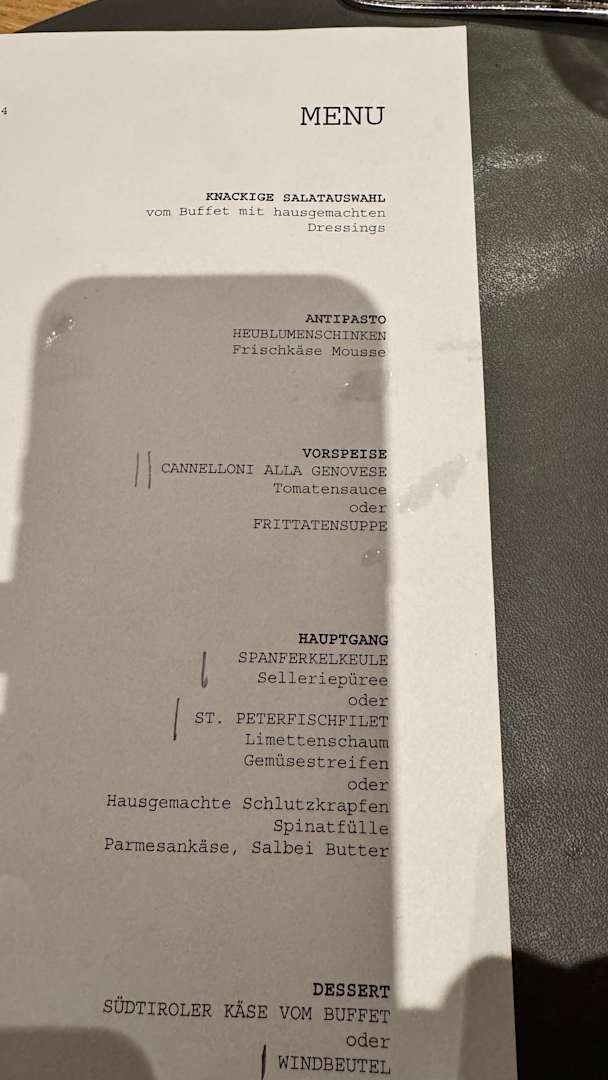 4
MENU
KNACKIGE SALATAUSWAHL
vom Buffet mit hausgemachten
Dressings
ANTIPASTO
HEUBLUMENSCHINKEN
Frischkäse Mousse
VORSPEISE
CANNELLONI ALLA GENOVESE
Tomatensauce
oder
FRITTATENSUPPE
HAUPTGANG
SPANFERKELKEULE
Selleriepüree
oder
ST. PETERFISCHFILET
Limettenschaum
Gemüsestreifen
oder
Hausgemachte Schlutzkrapfen
Spinatfülle
Parmesankäse, Salbei Butter
DESSERT
SÜDTIROLER KÄSE VOM BUFFET
oder
WINDBEUTEL